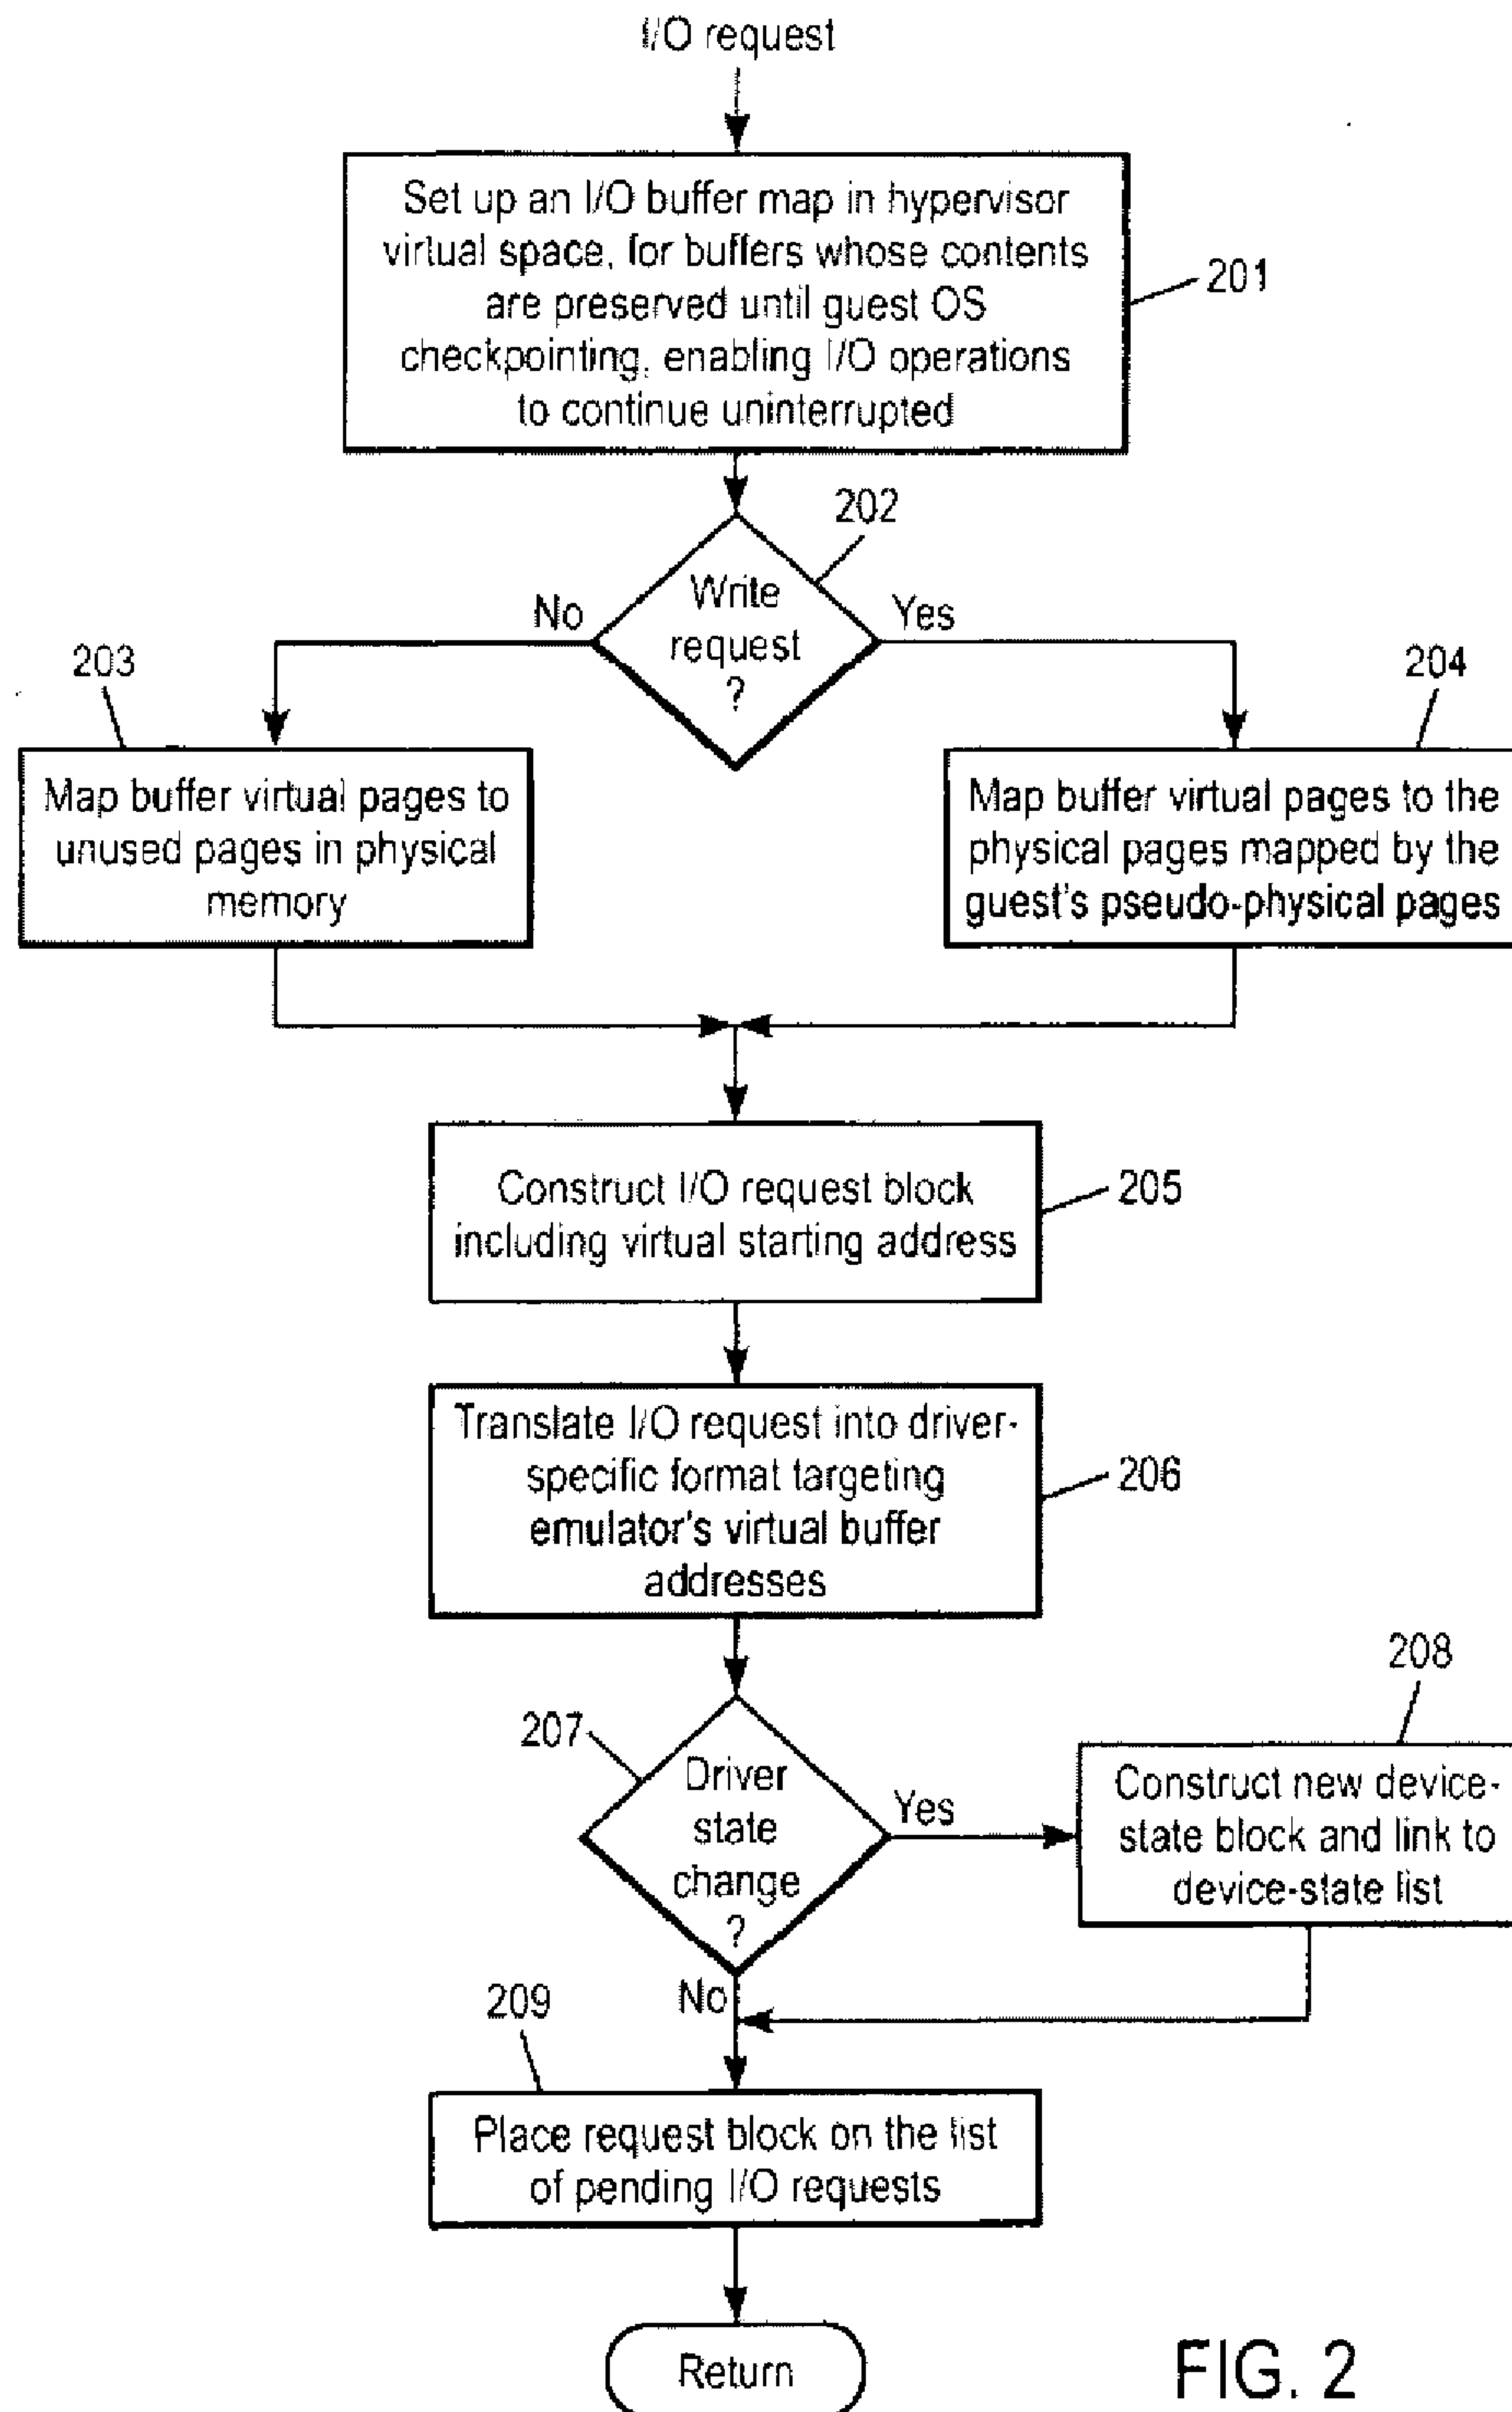 I/O request
Set up an I/O buffer map in hypervisor
virtual space, for buffers whose contents
are preserved until guest OS
checkpointing, enabling I/O operations
to continue uninterrupted
201
202
Write
request
?
No
Yes
203
204
Map buffer virtual pages to
unused pages in physical
memory
Map buffer virtual pages to the
physical pages mapped by the
guest's pseudo-physical pages
Construct I/O request block
including virtual starting address
205
Translate I/O request into driver-
specific format targeting
emulator's virtual buffer
addresses
206
207
Driver
state
change
?
Yes
No
208
Construct new device-
state block and link to
device-state list
209
Place request block on the list
of pending I/O requests
Return
FIG. 2